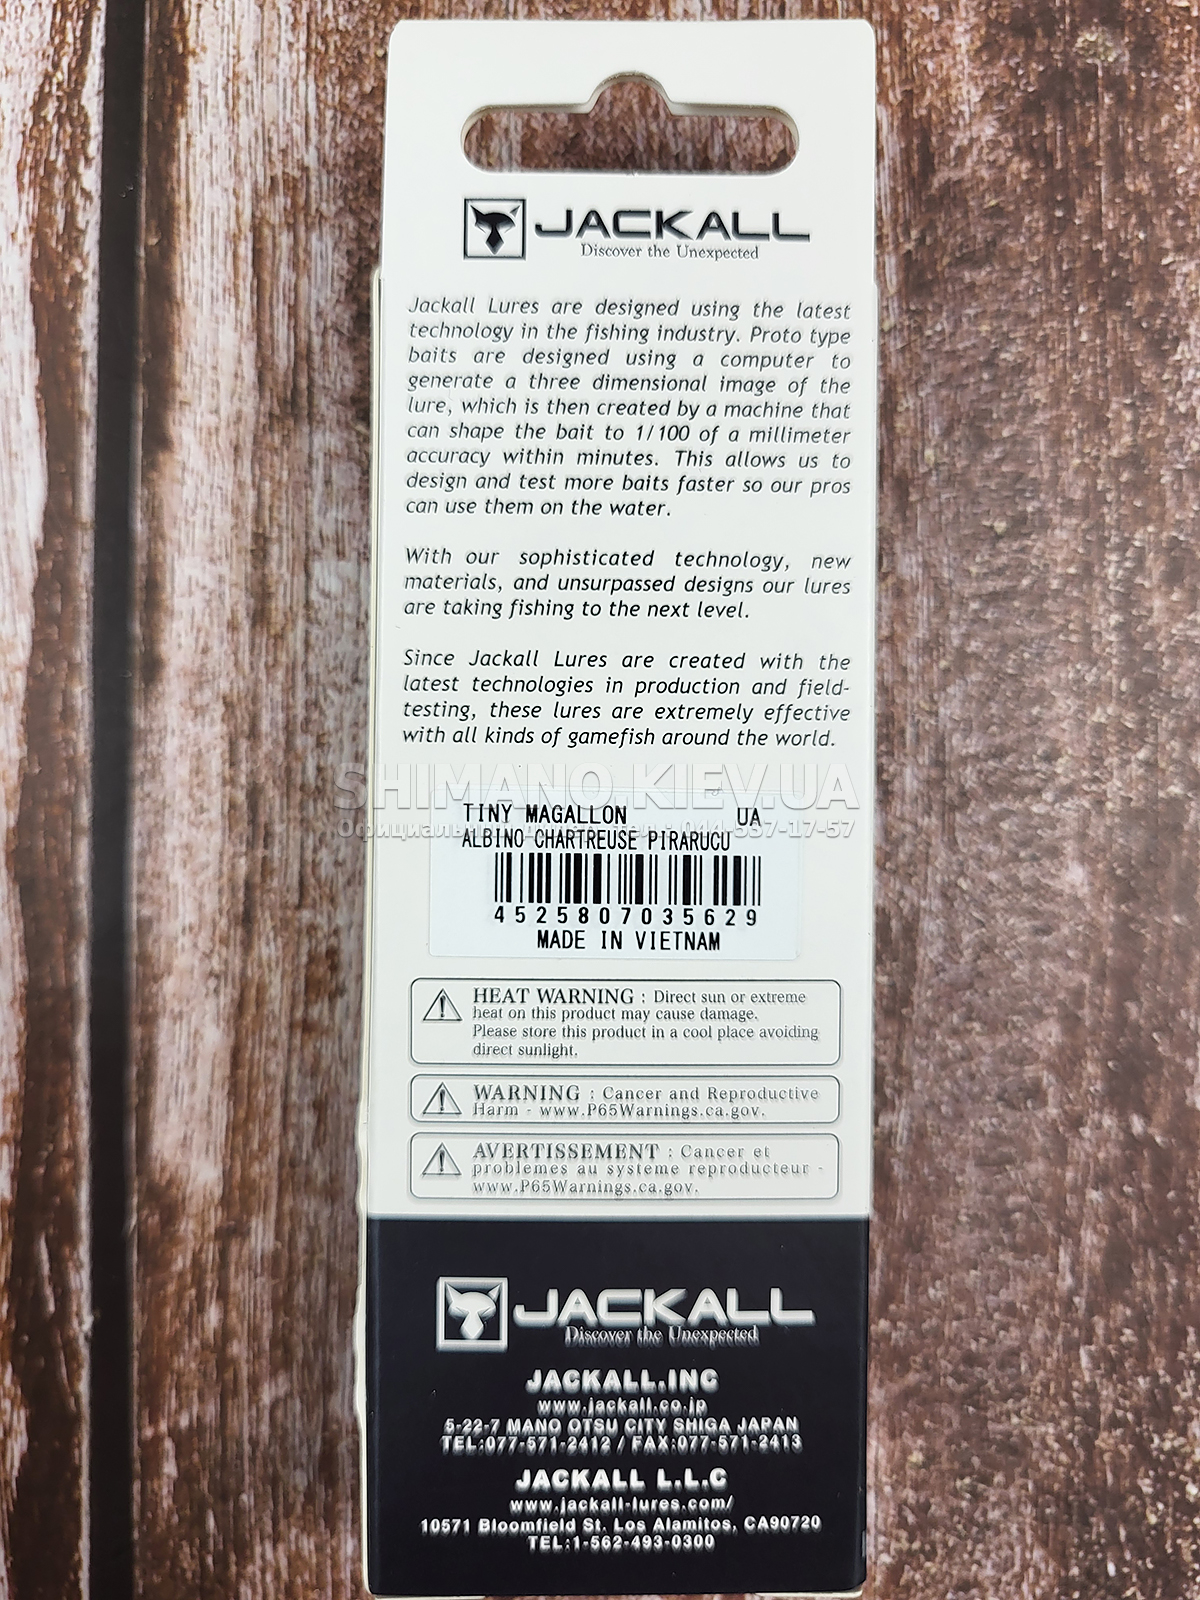 JACKALL
Discover the Unexpected
Jackall Lures are designed using the latest
technology in the fishing industry. Proto type
baits are designed using a computer to
generate a three dimensional image of the
lure, which is then created by a machine that
can shape the bait to 1/100 of a millimeter
accuracy within minutes. This allows us to
design and test more baits faster so our pros
can use them on the water.
With our sophisticated technology, new
materials, and unsurpassed designs our lures
are taking fishing to the next level.
Since Jackall Lures are created with the
latest technologies in production and field-
testing, these lures are extremely effective
with all kinds of gamefish around the world.
SHIMANO.KIEV.UA
TINY MAGALLON UA
Официальный дилер, тел.: 044-537-17-57
ALBINO CHARTREUSE PIRARUCU
4525807035629
MADE IN VIETNAM
HEAT WARNING : Direct sun or extreme
heat on this product may cause damage.
Please store this product in a cool place avoiding
direct sunlight.
WARNING : Cancer and Reproductive
Harm - www.P65Warnings.ca.gov.
AVERTISSEMENT : Cancer et
problemes au systeme reproducteur -
www.P65Warnings.ca.gov.
JACKALL
Discover the Unexpected
JACKALL.INC
www.jackall.co.jp
5-22-7 MANO OTSU CITY SHIGA JAPAN
TEL:077-571-2412 / FAX:077-571-2413
JACKALL L.L.C
www.jackall-lures.com/
10571 Bloomfield St. Los Alamitos, CA90720
TEL:1-562-493-0300